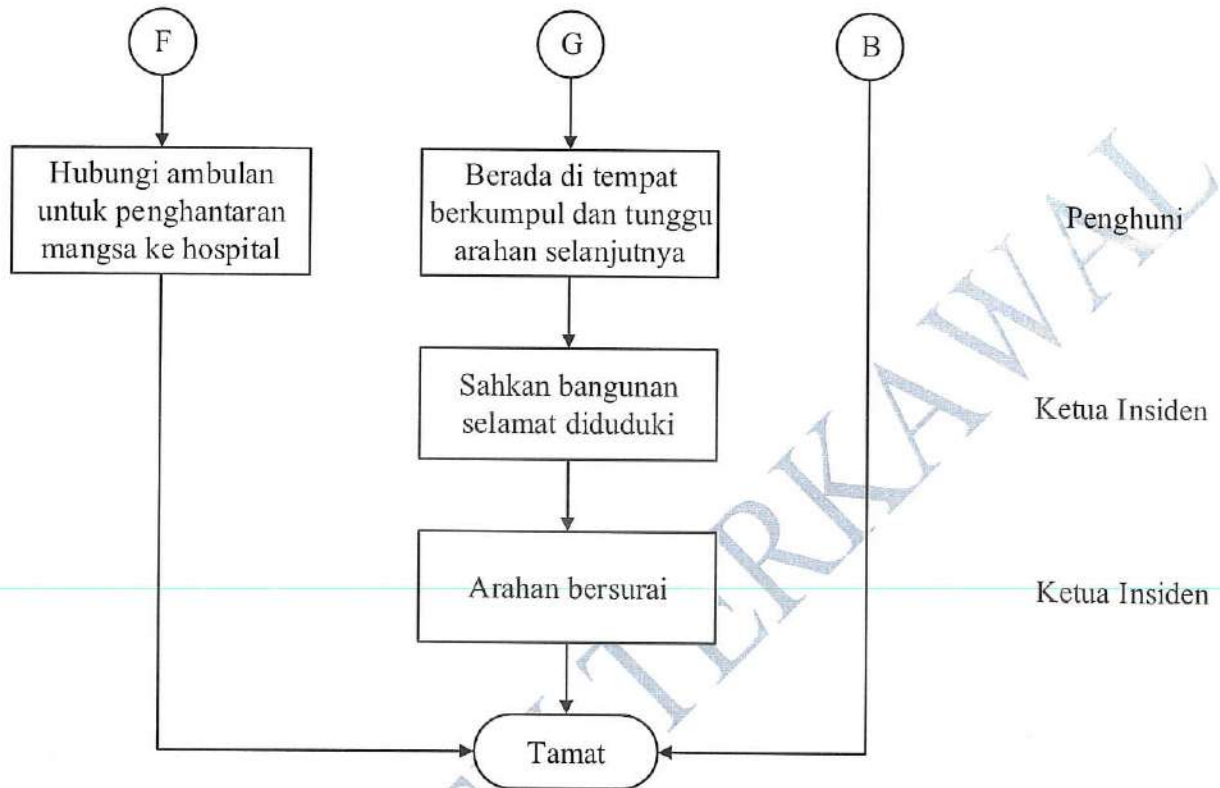 F
G
B
Hubungi ambulan
untuk penghantaran
mangsa ke hospital
Berada di tempat
berkumpul dan tunggu
arahan selanjutnya
Penghuni
Sahkan bangunan
selamat diduduki
Ketua Insiden
Arahan bersurai
Ketua Insiden
Tamat
TERKAWAL